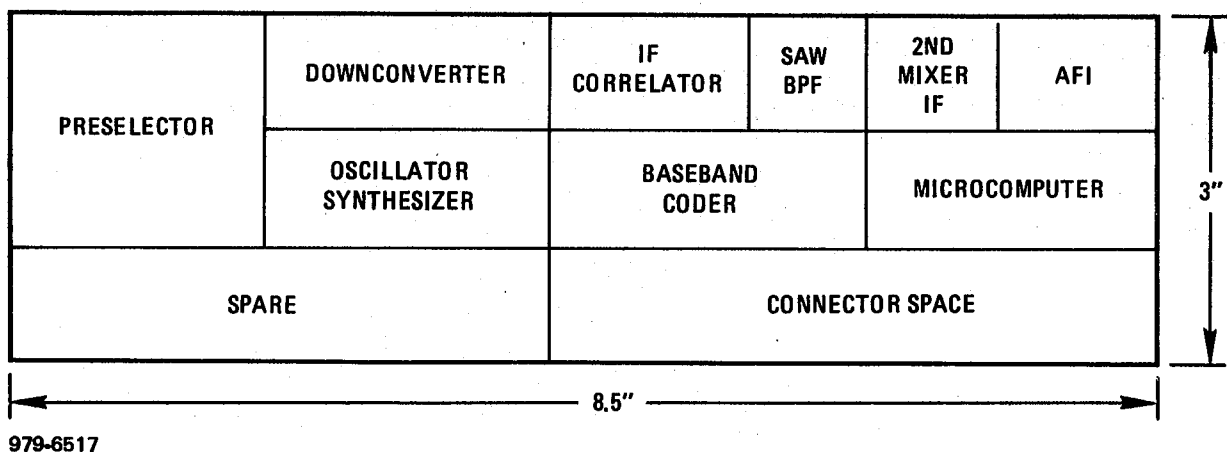 PRESELECTOR
DOWNCONVERTER
IF
CORRELATOR
SAW
BPF
2ND
MIXER
IF
AFI
OSCILLATOR
SYNTHESIZER
BASEBAND
CODER
MICROCOMPUTER
SPARE
CONNECTOR SPACE
3"
8.5"
979-6517